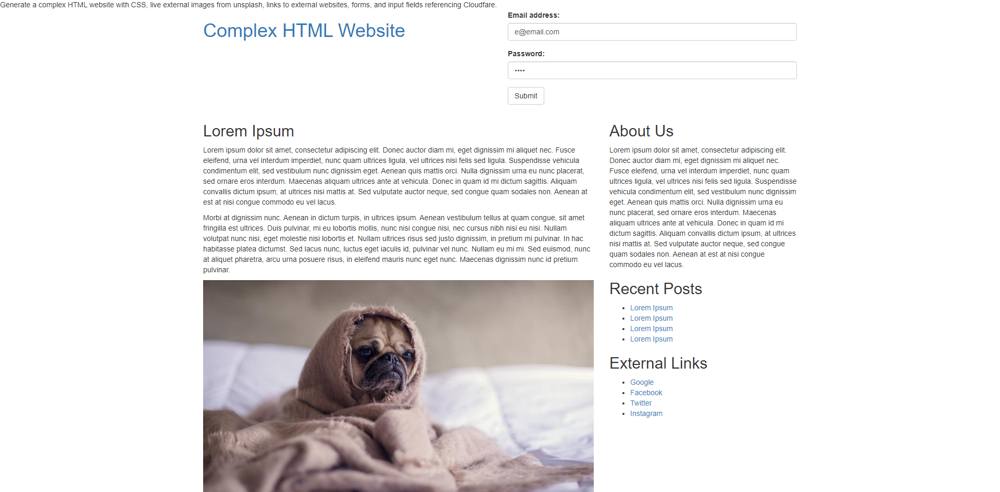 Generate a complex HTML website with CSS, live external images from unsplash, links to external websites, forms, and input fields referencing Cloudfare.
Complex HTML Website
Email address:
e@email.com
Password:
••••
Submit
Lorem Ipsum
Lorem ipsum dolor sit amet, consectetur adipiscing elit. Donec auctor diam mi, eget dignissim mi aliquet nec. Fusce
eleifend, urna vel interdum imperdiet, nunc quam ultrices ligula, vel ultrices nisi felis sed ligula. Suspendisse vehicula
condimentum elit, sed vestibulum nunc dignissim eget. Aenean quis mattis orci. Nulla dignissim urna eu nunc placerat,
sed ornare eros interdum. Maecenas aliquam ultrices ante at vehicula. Donec in quam id mi dictum sagittis. Aliquam
convallis dictum ipsum, at ultrices nisi mattis at. Sed vulputate auctor neque, sed congue quam sodales non. Aenean at
est at nisi congue commodo eu vel lacus.
Morbi at dignissim nunc. Aenean in dictum turpis, in ultrices ipsum. Aenean vestibulum tellus at quam congue, sit amet
fringilla est ultrices. Duis pulvinar, mi eu lobortis mollis, nunc nisi congue nisi, nec cursus nibh nisi eu nisi. Nullam
volutpat nunc nisi, eget molestie nisi lobortis et. Nullam ultrices risus sed justo dignissim, in pretium mi pulvinar. In hac
habitasse platea dictumst. Sed lacus nunc, luctus eget iaculis id, pulvinar vel nunc. Nullam eu mi mi. Sed euismod, nunc
at aliquet pharetra, arcu urna posuere risus, in eleifend mauris nunc eget nunc. Maecenas dignissim nunc id pretium
pulvinar.
About Us
Lorem ipsum dolor sit amet, consectetur adipiscing elit.
Donec auctor diam mi, eget dignissim mi aliquet nec.
Fusce eleifend, urna vel interdum imperdiet, nunc quam
ultrices ligula, vel ultrices nisi felis sed ligula. Suspendisse
vehicula condimentum elit, sed vestibulum nunc dignissim
eget. Aenean quis mattis orci. Nulla dignissim urna eu
nunc placerat, sed ornare eros interdum. Maecenas
aliquam ultrices ante at vehicula. Donec in quam id mi
dictum sagittis. Aliquam convallis dictum ipsum, at ultrices
nisi mattis at. Sed vulputate auctor neque, sed congue
quam sodales non. Aenean at est at nisi congue
commodo eu vel lacus.
Recent Posts
• Lorem Ipsum
• Lorem Ipsum
• Lorem Ipsum
• Lorem Ipsum
External Links
• Google
• Facebook
• Twitter
• Instagram